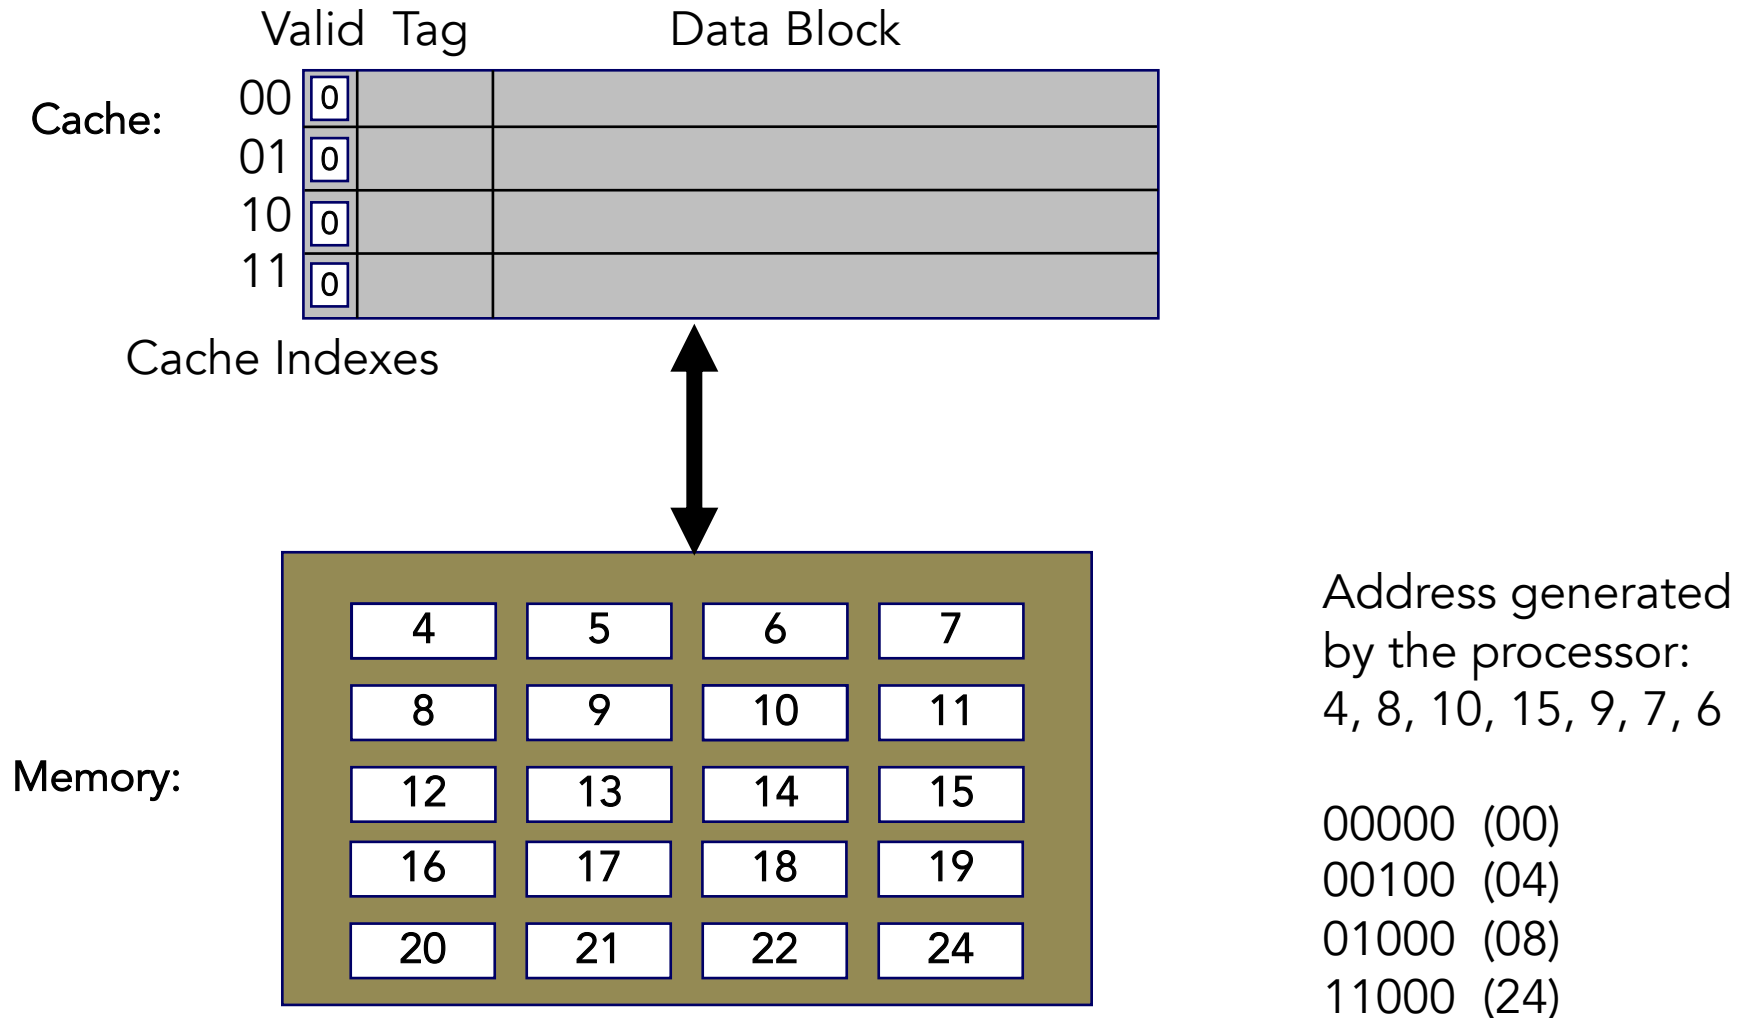 Valid Tag Data Block
Cache:
00 0
01 0
10 0
11 0
Cache Indexes
Memory:
4 5 6 7
8 9 10 11
12 13 14 15
16 17 18 19
20 21 22 24
Address generated
by the processor:
4, 8, 10, 15, 9, 7, 6
00000 (00)
00100 (04)
01000 (08)
11000 (24)